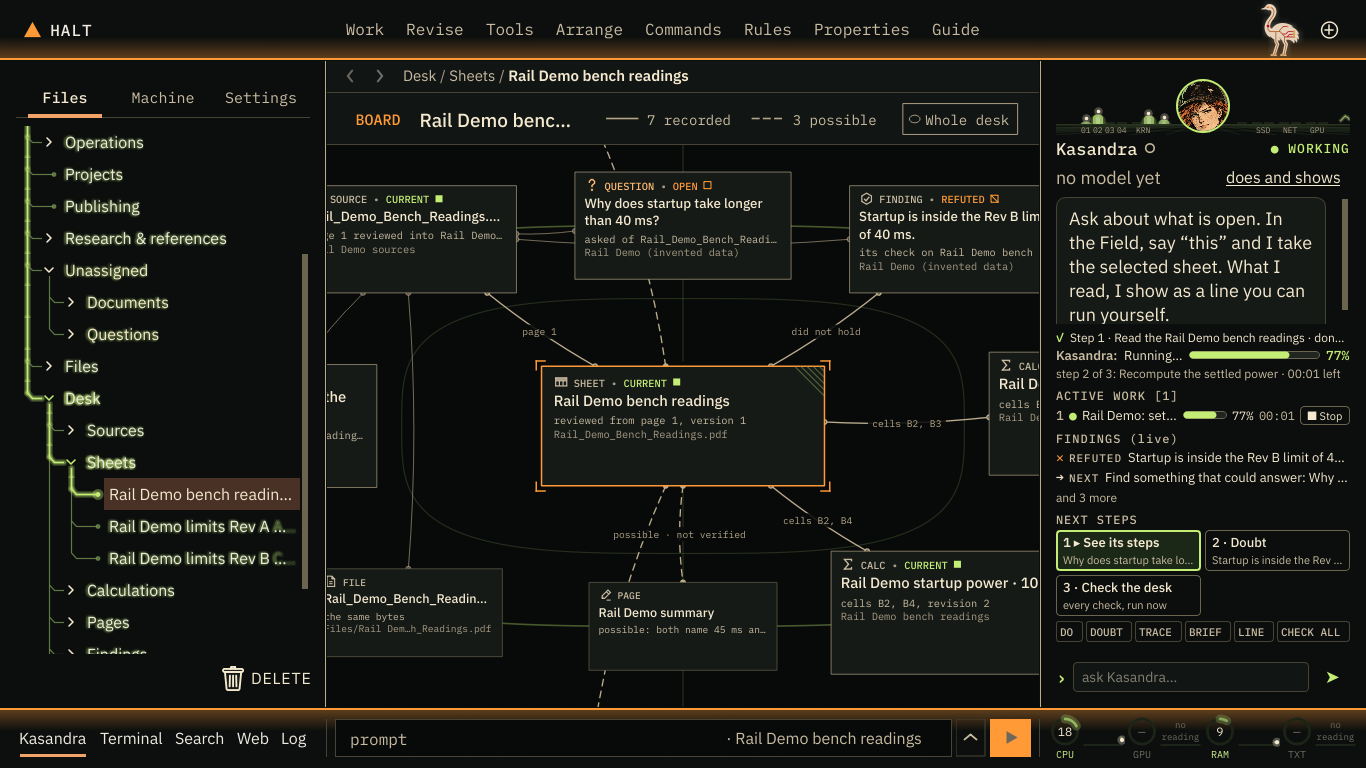 HALT
Work Revise Tools Arrange Commands Rules Properties Guide
Files Machine Settings
Operations
Projects
Publishing
Research & references
Unassigned
Documents
Questions
Files
Desk
Sources
Sheets
Rail Demo bench readin...
Rail Demo limits Rev A ...
Rail Demo limits Rev B ...
Calculations
Pages
Findings
DELETE
Desk / Sheets / Rail Demo bench readings
BOARD Rail Demo benc... 7 recorded 3 possible Whole desk
SOURCE • CURRENT
il_Demo_Bench_Readings....
ge 1 reviewed into Rail Demo…
l Demo sources
? QUESTION • OPEN
Why does startup take longer
than 40 ms?
asked of Rail_Demo_Bench_Readi…
Rail Demo (invented data)
FINDING • REFUTED
Startup is inside the Rev B lim
of 40 ms.
its check on Rail Demo bench
Rail Demo (invented data)
page 1
did not hold
the
ading…
SHEET • CURRENT
Rail Demo bench readings
reviewed from page 1, version 1
Rail_Demo_Bench_Readings.pdf
cells B2, B3
CALC
Rail D
cells B
Rail De
possible · not verified
cells B2, B4
FILE
Rail_Demo_Bench_Readin...
the same bytes
Files/Rail Dem…h_Readings.pdf
PAGE
Rail Demo summary
possible: both name 45 ms an…
CALC • CURRENT
Rail Demo startup power · 10
cells B2, B4, revision 2
Rail Demo bench readings
01 02 03 04 KRN SSD NET GPU
Kasandra WORKING
no model yet does and shows
Ask about what is open. In
the Field, say “this” and I take
the selected sheet. What I
read, I show as a line you can
run yourself.
✓ Step 1 · Read the Rail Demo bench readings · don...
Kasandra: Running... 77%
step 2 of 3: Recompute the settled power · 00:01 left
ACTIVE WORK [1]
1 Rail Demo: set... 77% 00:01 Stop
FINDINGS (live)
× REFUTED Startup is inside the Rev B limit of 4...
→ NEXT Find something that could answer: Why ...
and 3 more
NEXT STEPS
1 ▸ See its steps
Why does startup take lo...
2 · Doubt
Startup is inside the Rev ...
3 · Check the desk
every check, run now
DO DOUBT TRACE BRIEF LINE CHECK ALL
› ask Kasandra...
Kasandra Terminal Search Web Log
prompt · Rail Demo bench readings
18 CPU
— GPU no reading
9 RAM
— TXT no reading